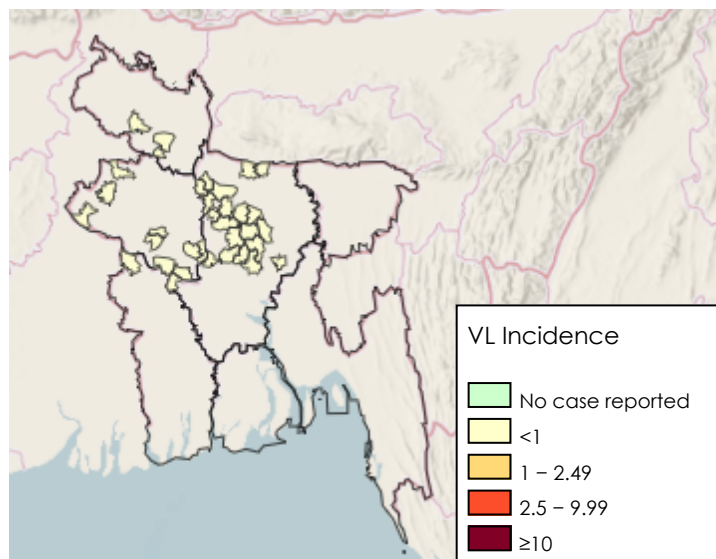 VL Incidence
No case reported
<1
1 – 2.49
2.5 – 9.99
≥10